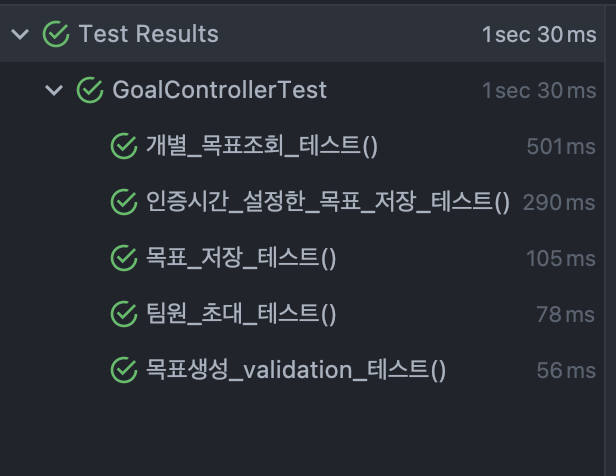 Test Results 1 sec 30 ms
GoalControllerTest 1 sec 30 ms
개별_목표조회_테스트() 501 ms
인증시간_설정한_목표_저장_테스트() 290 ms
목표_저장_테스트() 105 ms
팀원_초대_테스트() 78 ms
목표생성_validation_테스트() 56 ms